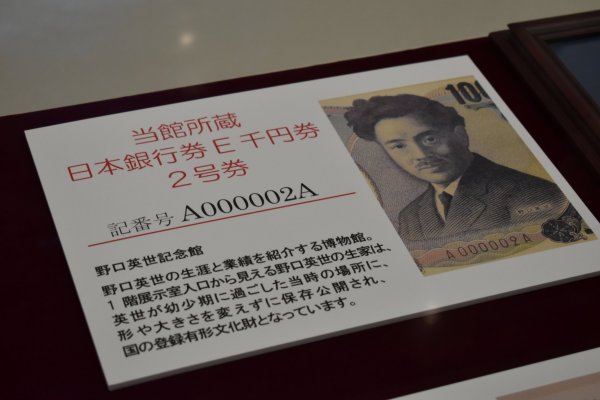 当館所蔵
日本銀行券E千円券
2号券
記番号 A000002A
野口英世記念館
野口英世の生涯と業績を紹介する博物館。
1階展示室入口から見える野口英世の生家は、
英世が幼少期に過ごした当時の場所に、
形や大きさを変えずに保存公開され、
国の登録有形文化財となっています。
100
A000002A